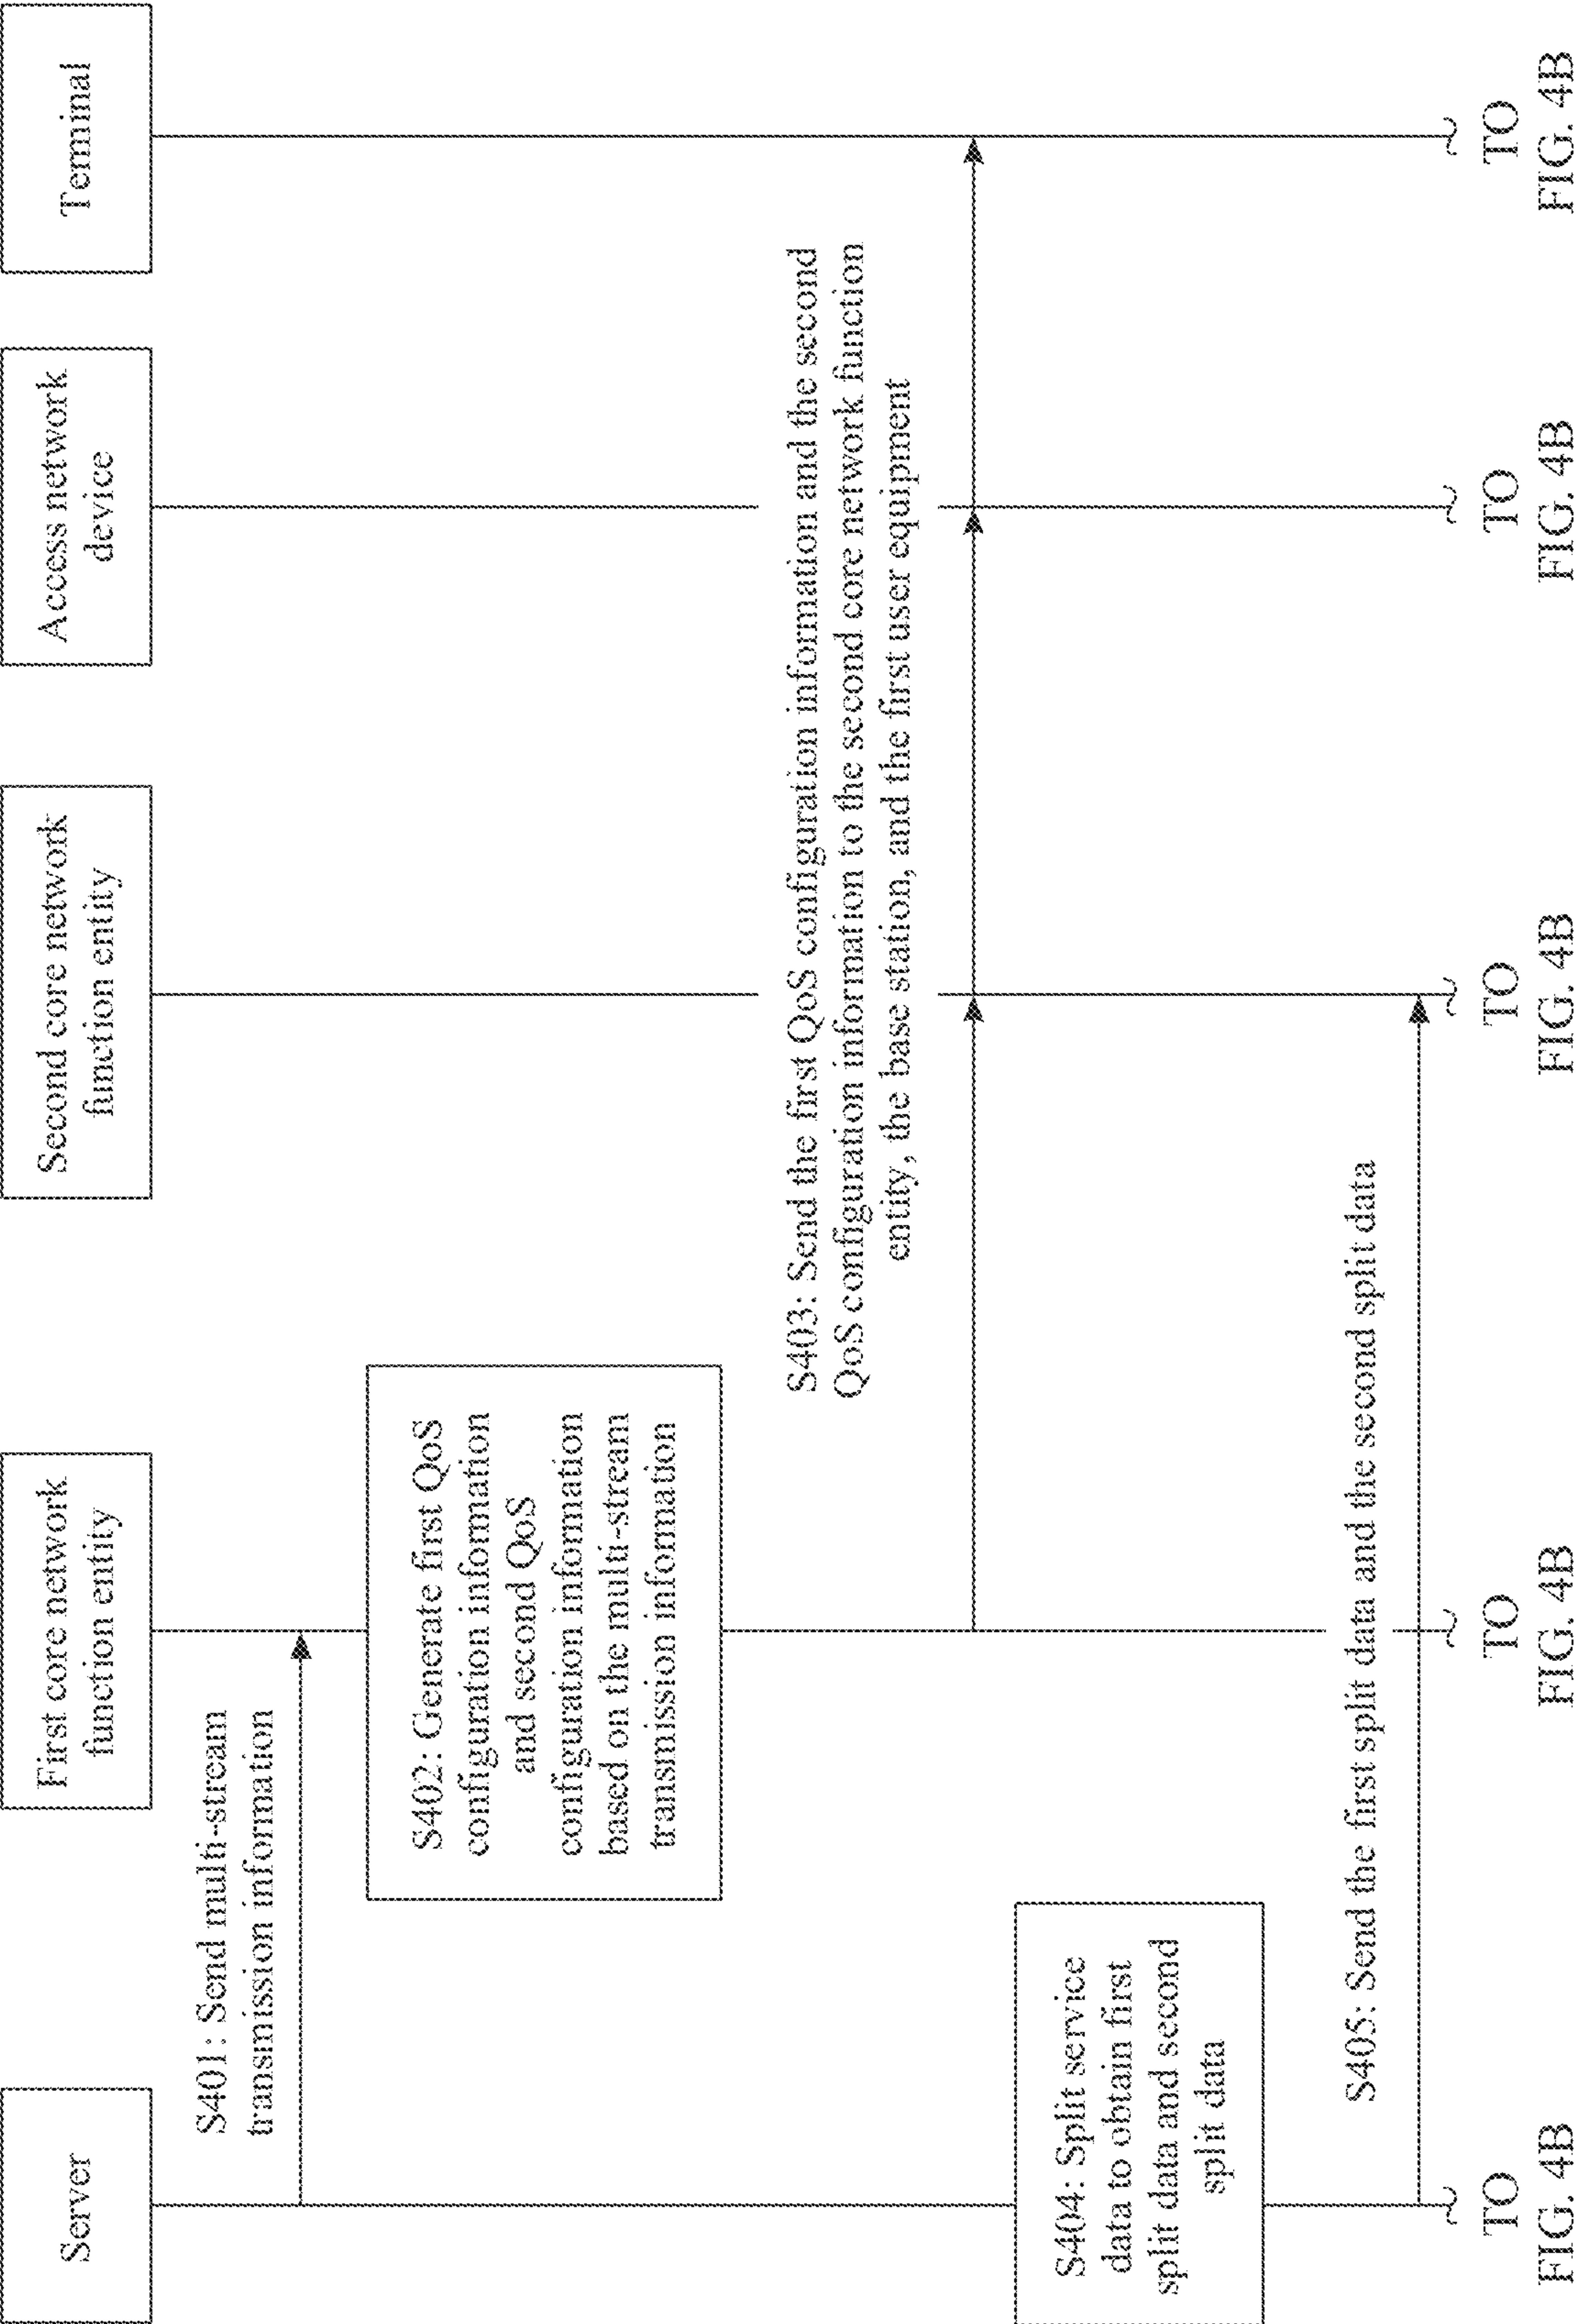 Server
First core network
function entity
Second core network
function entity
Access network
device
Terminal
S401: Send multi-stream
transmission information
S402: Generate first QoS
configuration information
and second QoS
configuration information
based on the multi-stream
transmission information
S403: Send the first QoS configuration information and the second
QoS configuration information to the second core network function
entity, the base station, and the first user equipment
S404: Split service
data to obtain first
split data and second
split data
S405: Send the first split data and the second split data
TO
FIG. 4B
TO
FIG. 4B
TO
FIG. 4B
TO
FIG. 4B
TO
FIG. 4B